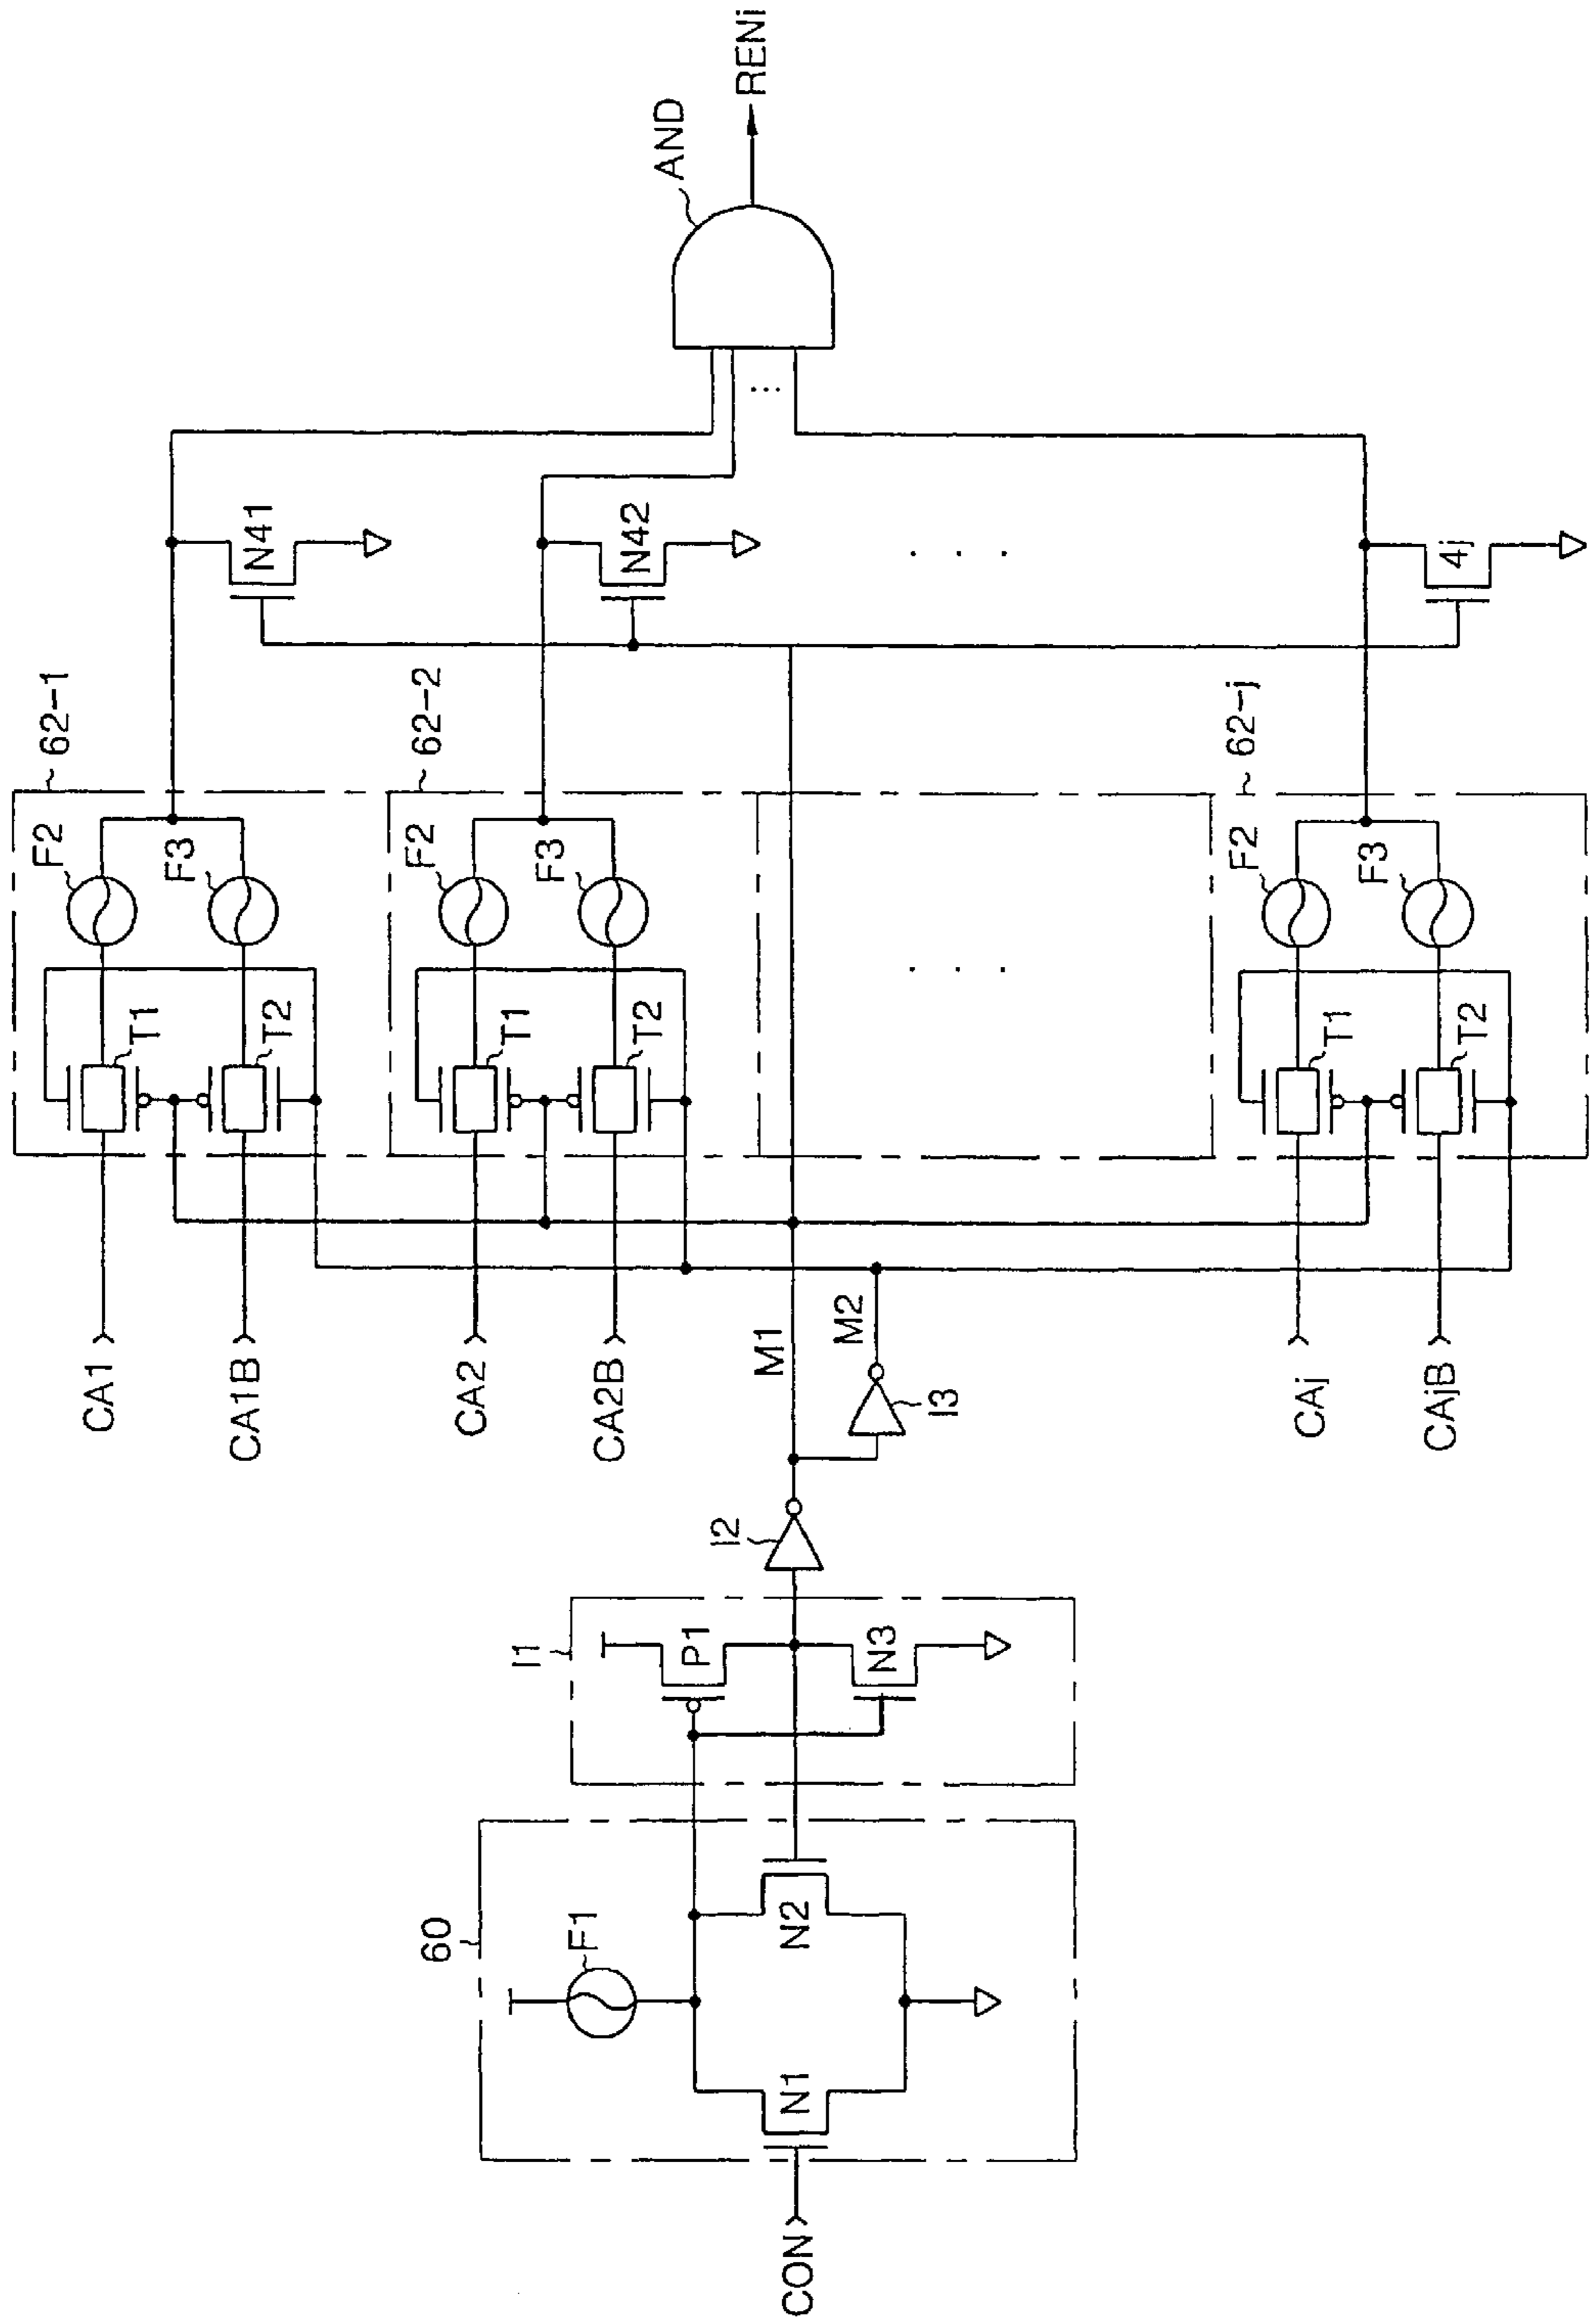 CON
60
F1
N1
N2
I1
P1
N3
I2
I3
M1
M2
CA1
CA1B
CA2
CA2B
CAj
CAjB
62-1
T1
T2
F2
F3
62-2
T1
T2
F2
F3
. . .
62-j
T1
T2
F2
F3
N41
N42
. . .
4j
...
AND
RENi